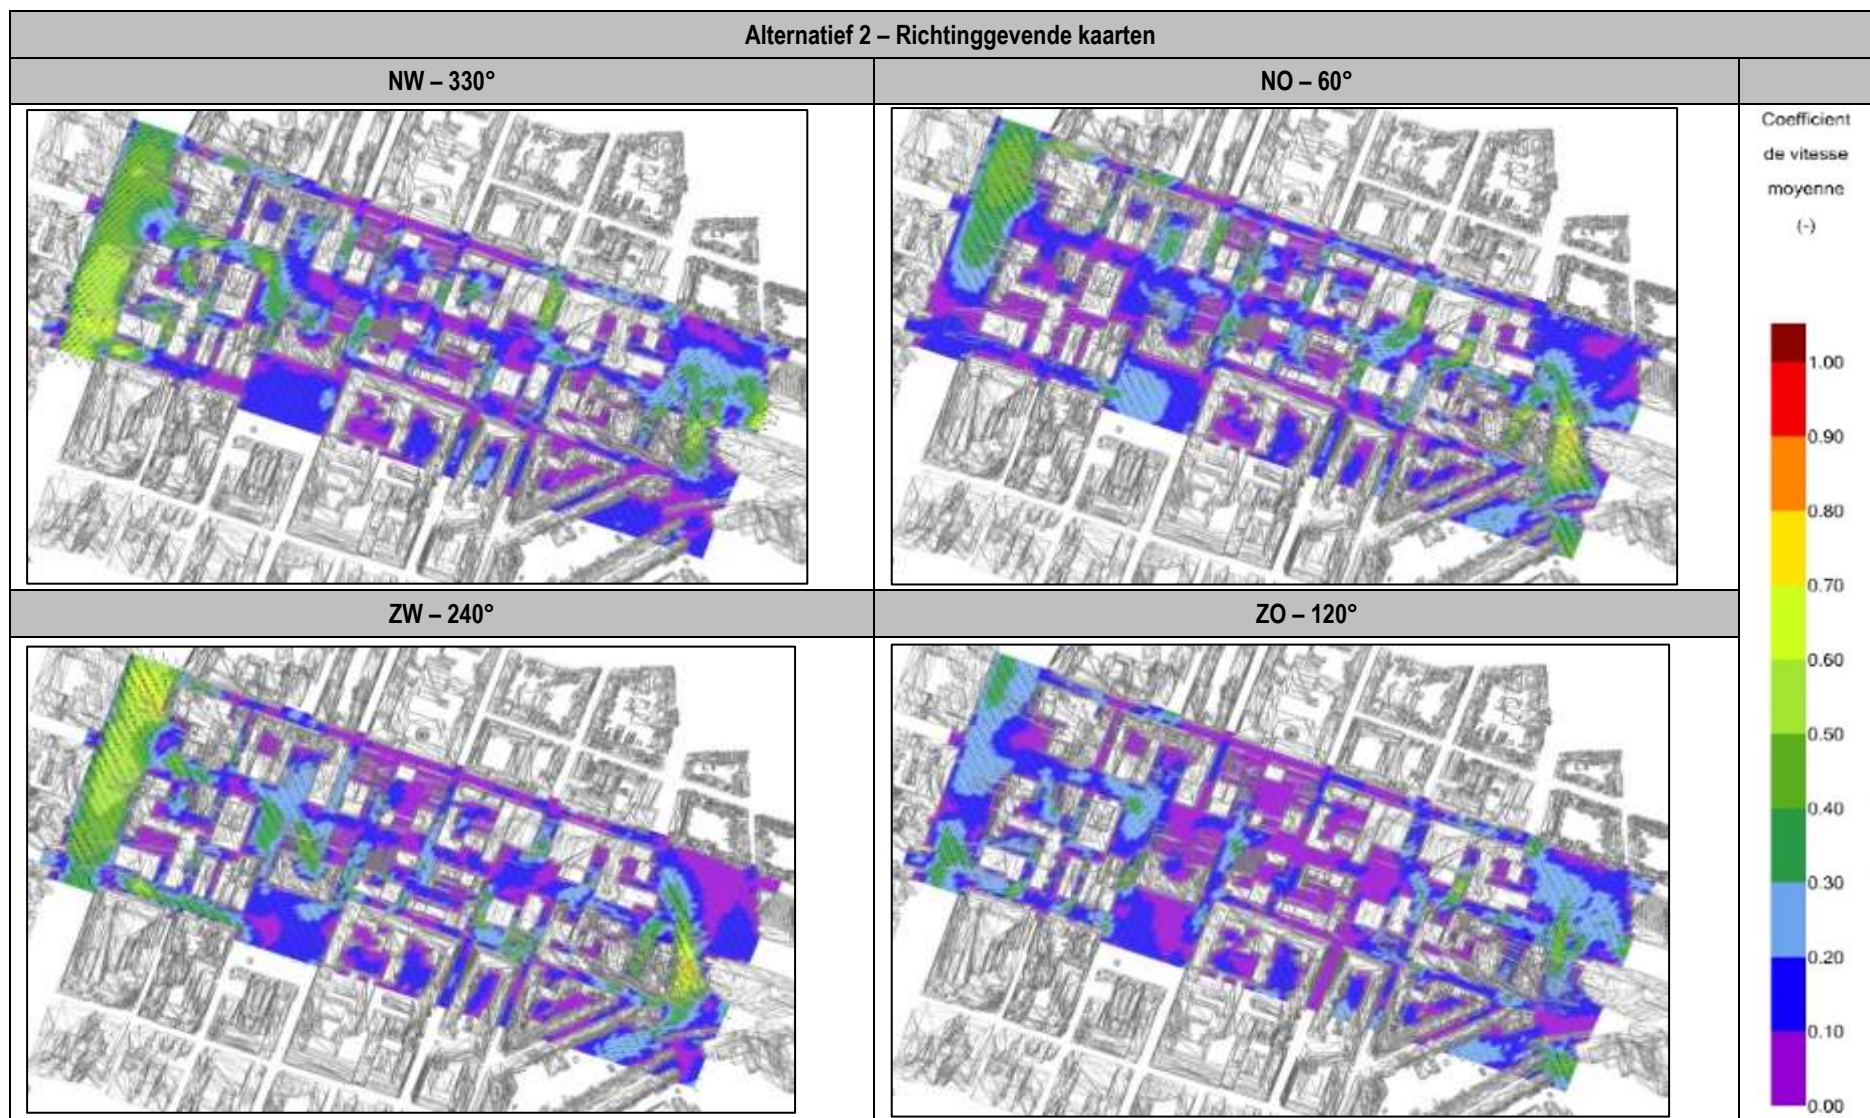 Alternatief 2 – Richtinggevende kaarten
NW – 330°
NO – 60°
Coefficient
de vitesse
moyenne
(-)
1.00
0.90
0.80
0.70
0.60
0.50
0.40
0.30
0.20
0.10
0.00
ZW – 240°
ZO – 120°